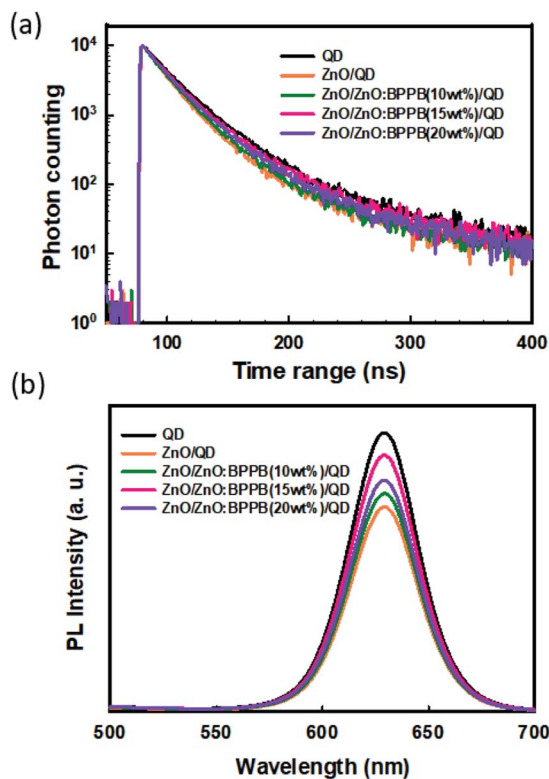 (a)
Photon counting
10⁴
10³
10²
10¹
10⁰
QD
ZnO/QD
ZnO/ZnO:BPPB(10wt%)/QD
ZnO/ZnO:BPPB(15wt%)/QD
ZnO/ZnO:BPPB(20wt%)/QD
100 200 300 400
Time range (ns)
(b)
PL Intensity (a. u.)
QD
ZnO/QD
ZnO/ZnO:BPPB(10wt%)/QD
ZnO/ZnO:BPPB(15wt%)/QD
ZnO/ZnO:BPPB(20wt%)/QD
500 550 600 650 700
Wavelength (nm)